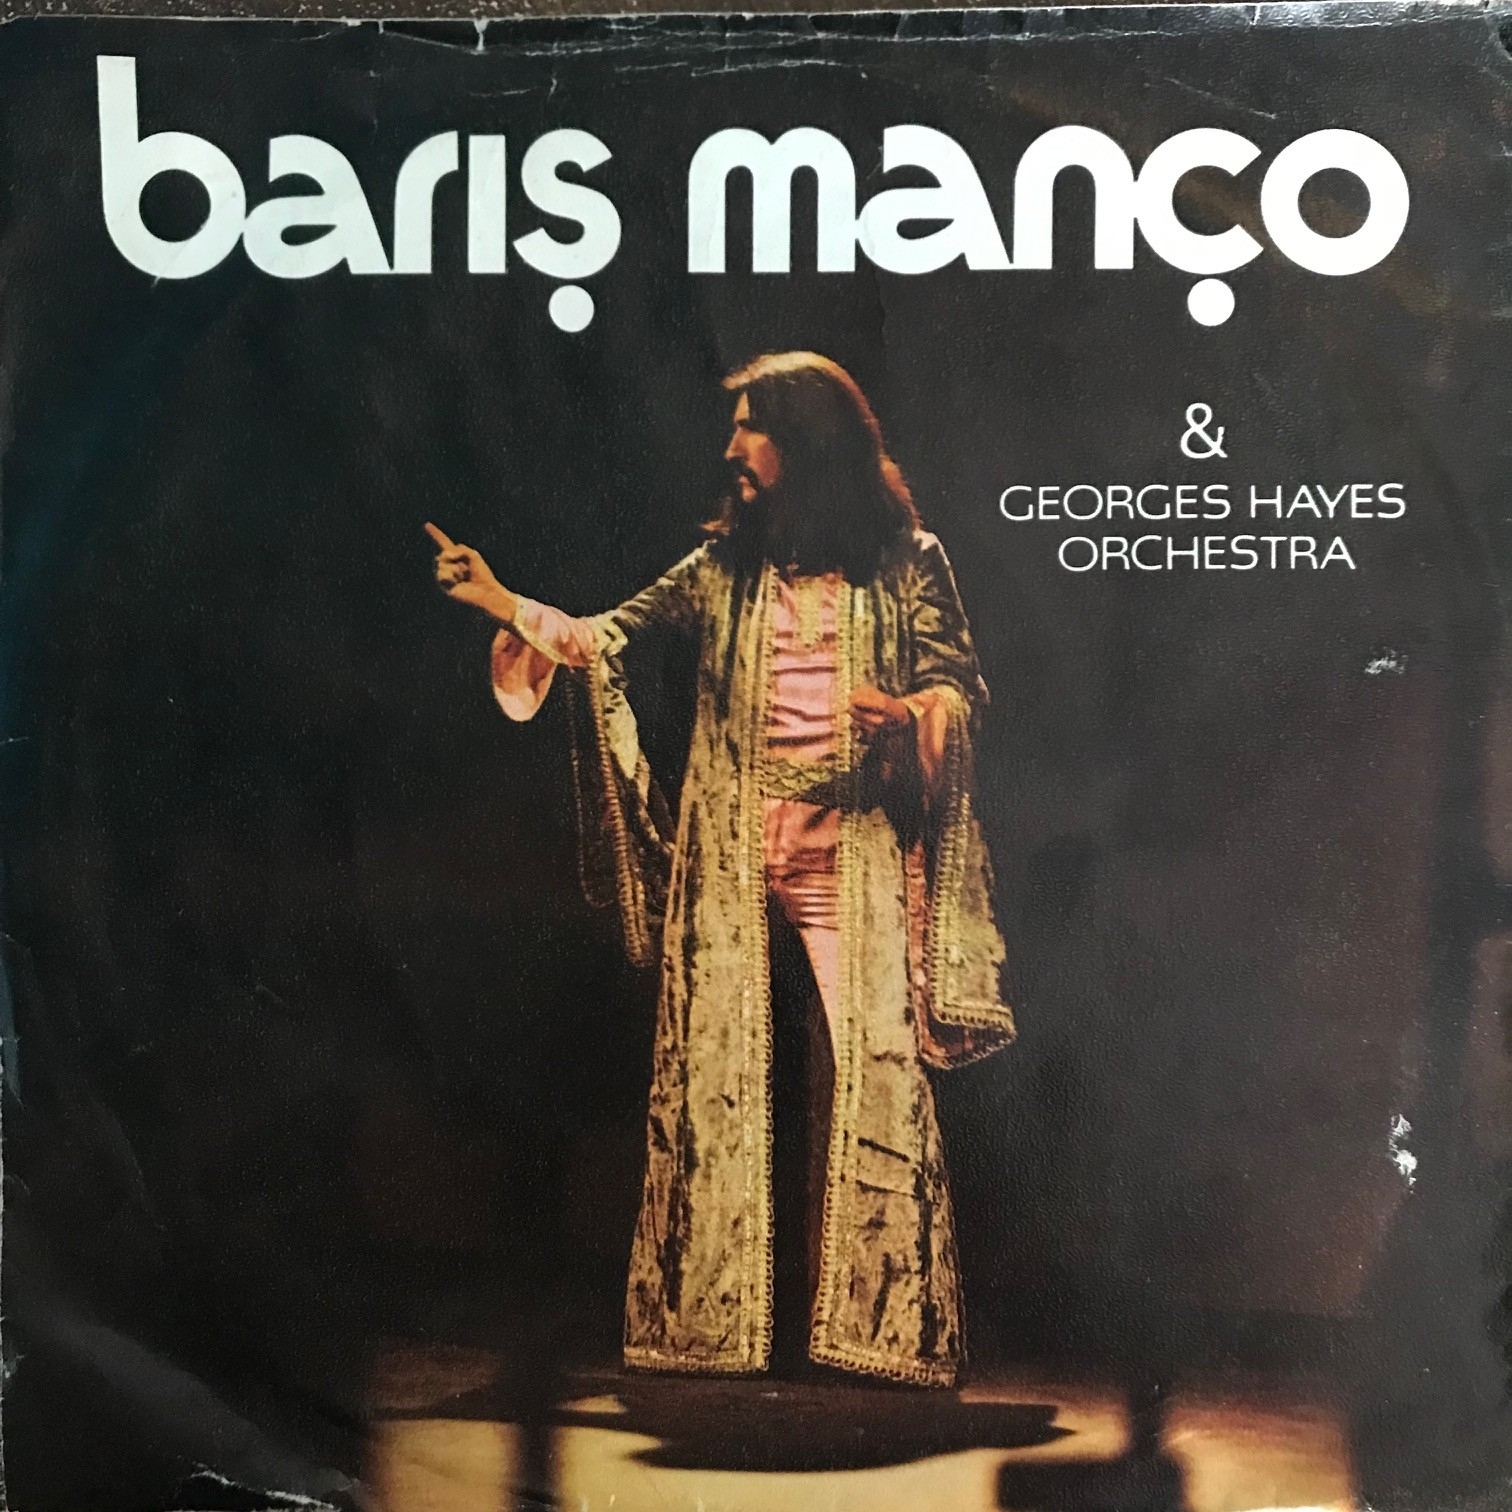 barış manço
&
GEORGES HAYES
ORCHESTRA